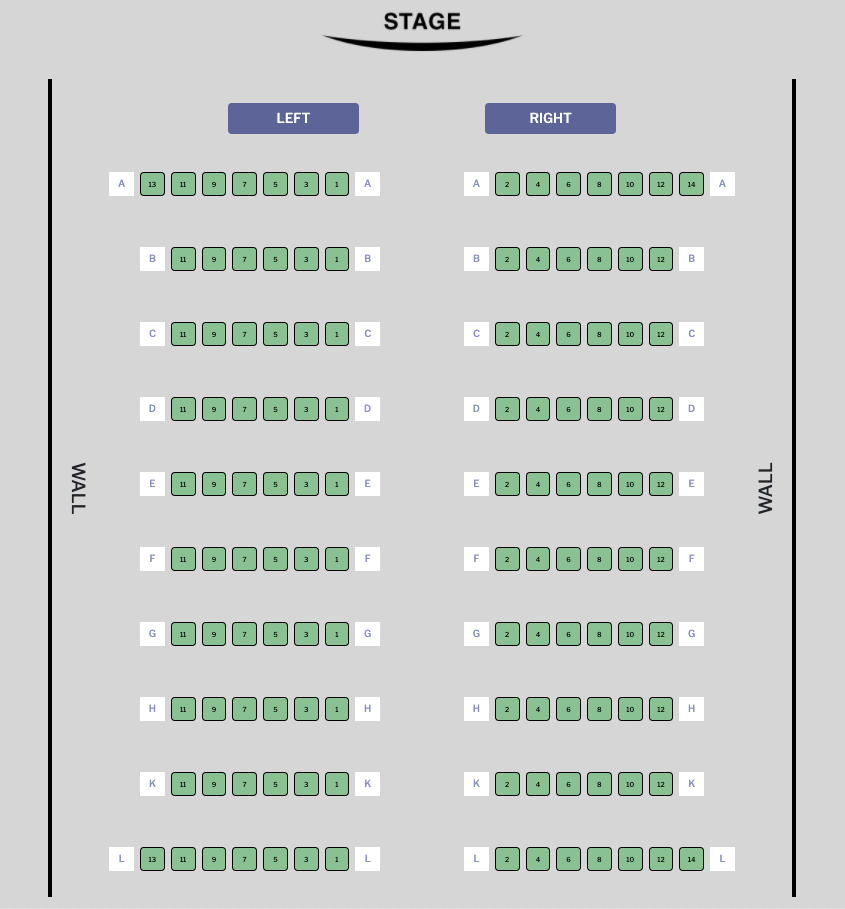 STAGE
LEFT RIGHT
A 13 11 9 7 5 3 1 A A 2 4 6 8 10 12 14 A
B 11 9 7 5 3 1 B B 2 4 6 8 10 12 B
C 11 9 7 5 3 1 C C 2 4 6 8 10 12 C
D 11 9 7 5 3 1 D D 2 4 6 8 10 12 D
WALL
E 11 9 7 5 3 1 E E 2 4 6 8 10 12 E
WALL
F 11 9 7 5 3 1 F F 2 4 6 8 10 12 F
G 11 9 7 5 3 1 G G 2 4 6 8 10 12 G
H 11 9 7 5 3 1 H H 2 4 6 8 10 12 H
K 11 9 7 5 3 1 K K 2 4 6 8 10 12 K
L 13 11 9 7 5 3 1 L L 2 4 6 8 10 12 14 L